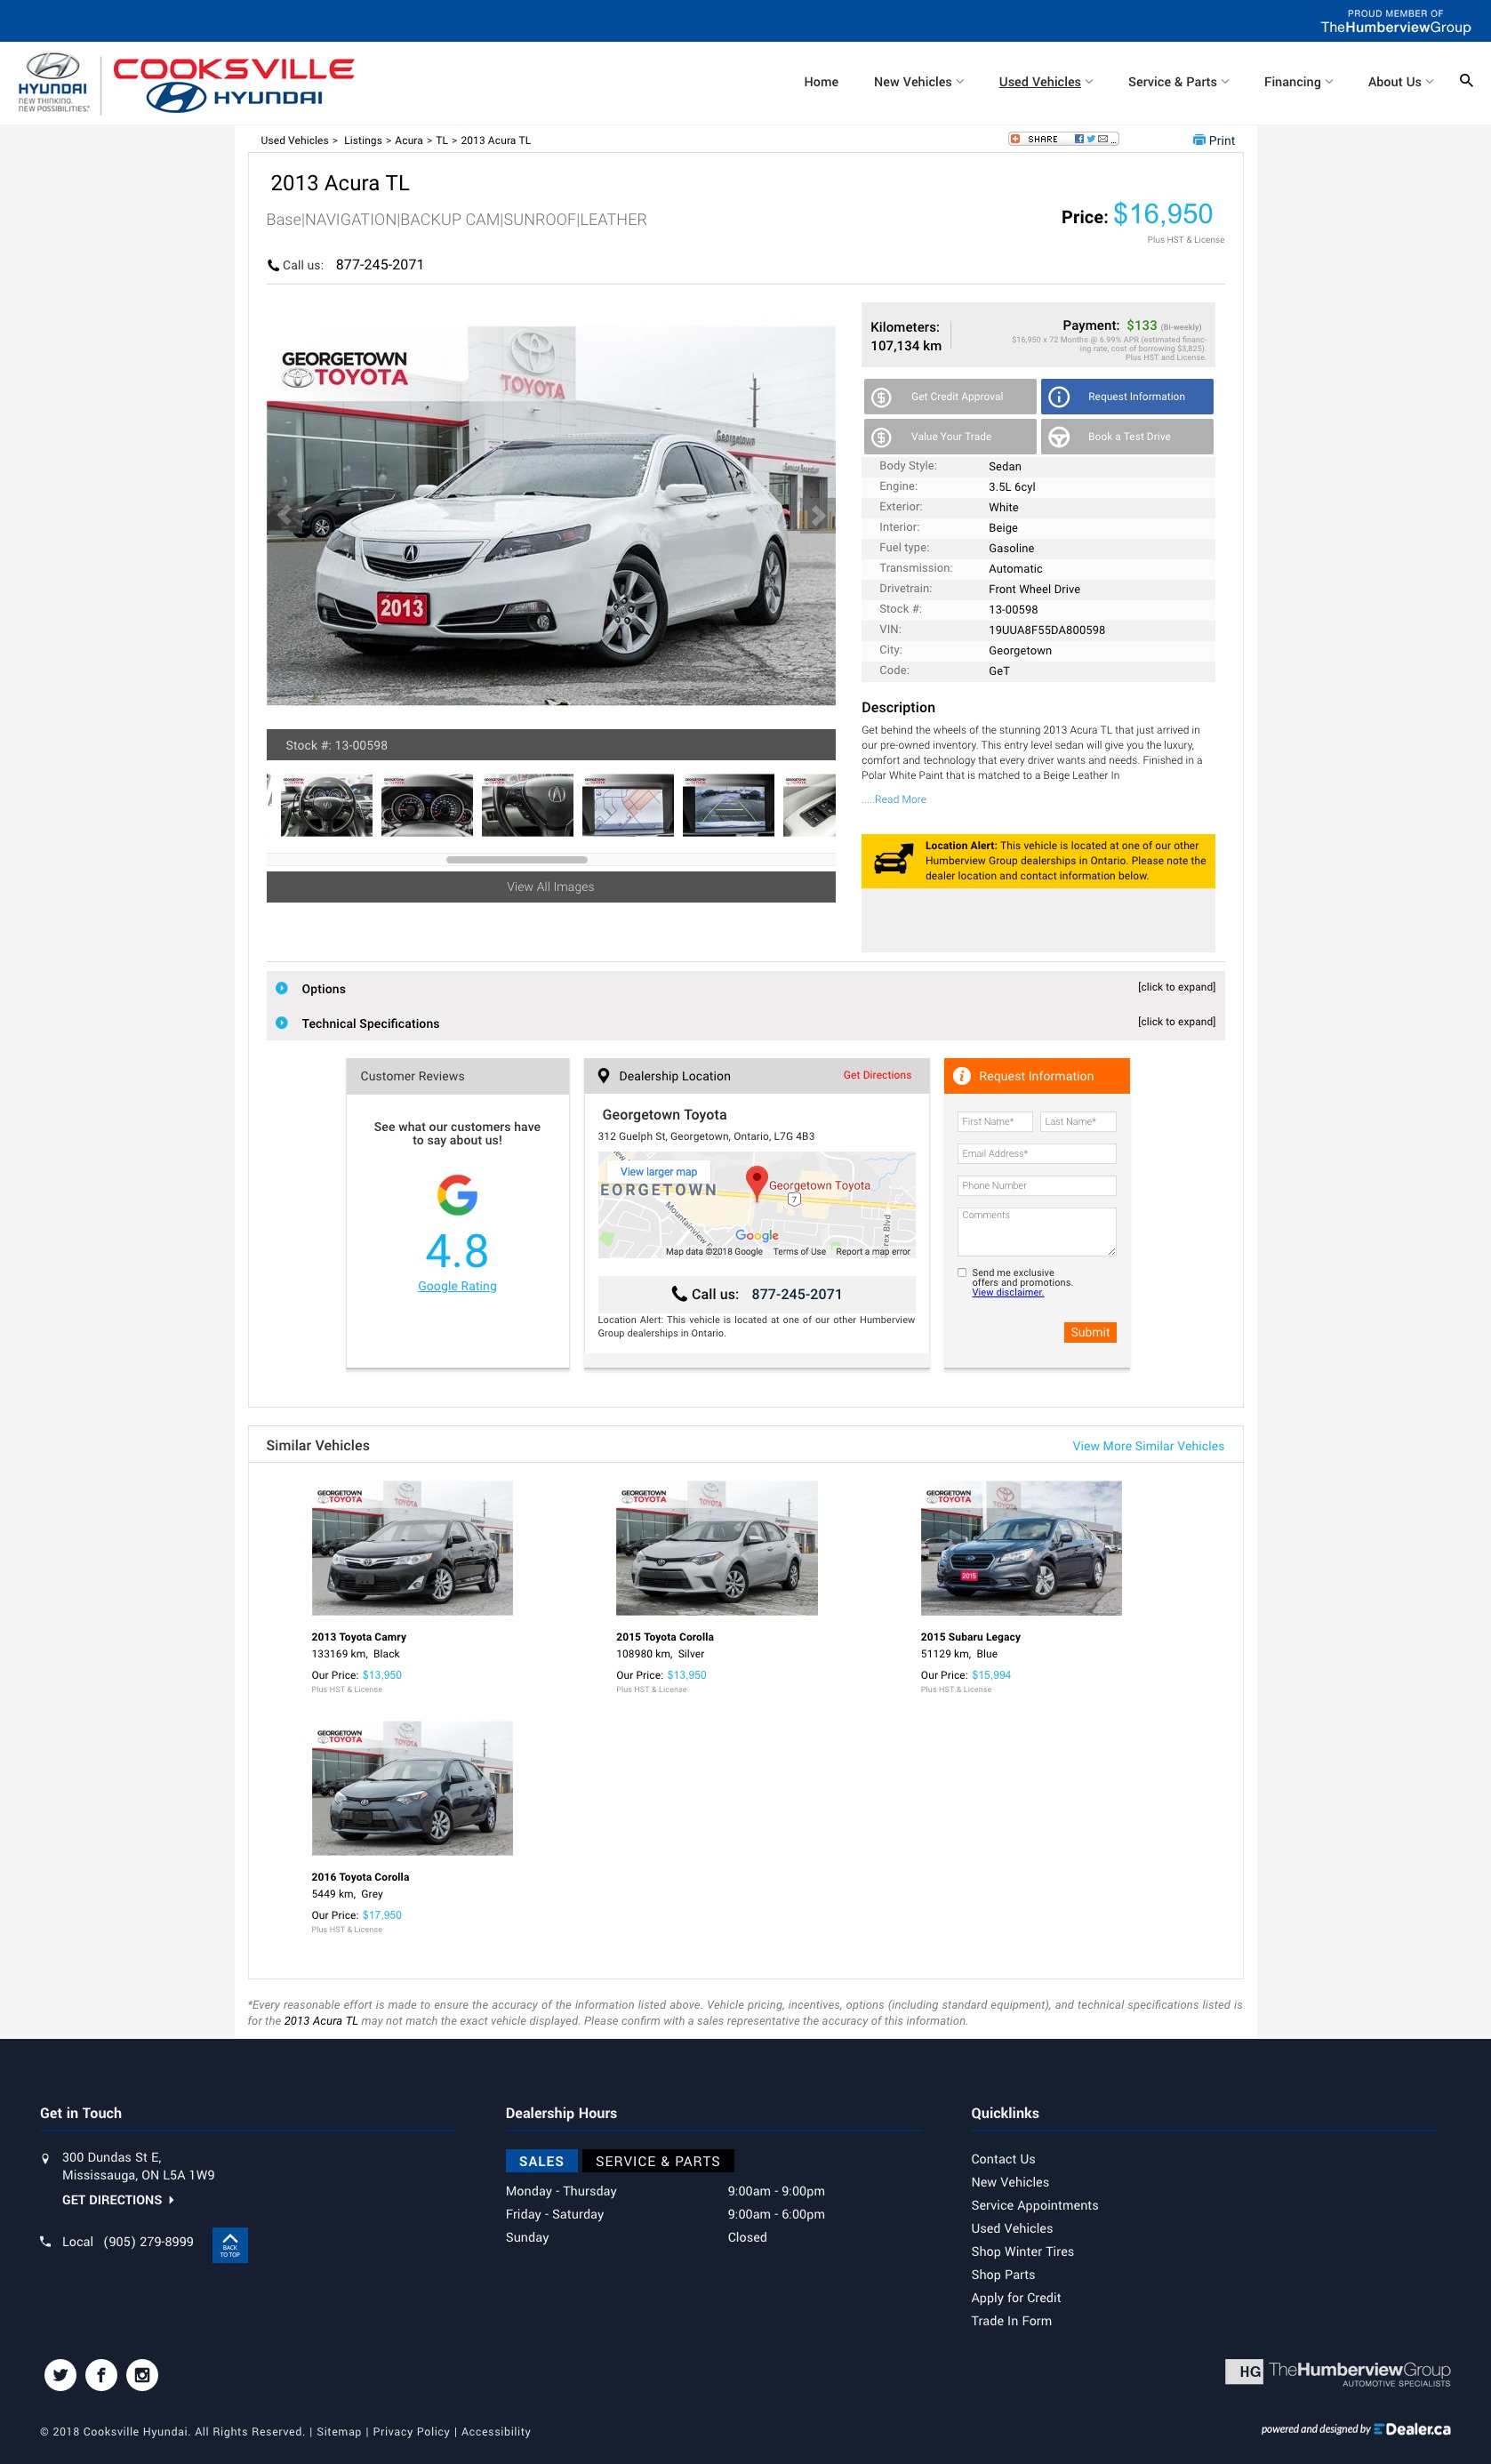 PROUD MEMBER OF
TheHumberviewGroup
HYUNDAI
NEW THINKING.
NEW POSSIBILITIES.
COOKSVILLE
HYUNDAI
Home
New Vehicles
Used Vehicles
Service & Parts
Financing
About Us
Used Vehicles > Listings > Acura > TL > 2013 Acura TL
SHARE
...
Print
2013 Acura TL
Base|NAVIGATION|BACKUP CAM|SUNROOF|LEATHER
Price: $16,950
Plus HST & License
Call us: 877-245-2071
GEORGETOWN
TOYOTA
TOYOTA
Georgetown
2013
Stock #: 13-00598
View All Images
Kilometers:
107,134 km
Payment: $133 (Bi-weekly)
$16,950 x 72 Months @ 6.99% APR (estimated financ-
ing rate, cost of borrowing $3,825).
Plus HST and License.
Get Credit Approval
Request Information
Value Your Trade
Book a Test Drive
Body Style: Sedan
Engine: 3.5L 6cyl
Exterior: White
Interior: Beige
Fuel type: Gasoline
Transmission: Automatic
Drivetrain: Front Wheel Drive
Stock #: 13-00598
VIN: 19UUA8F55DA800598
City: Georgetown
Code: GeT
Description
Get behind the wheels of the stunning 2013 Acura TL that just arrived in
our pre-owned inventory. This entry level sedan will give you the luxury,
comfort and technology that every driver wants and needs. Finished in a
Polar White Paint that is matched to a Beige Leather In
.....Read More
Location Alert: This vehicle is located at one of our other
Humberview Group dealerships in Ontario. Please note the
dealer location and contact information below.
Options
[click to expand]
Technical Specifications
[click to expand]
Customer Reviews
See what our customers have
to say about us!
4.8
Google Rating
Dealership Location
Get Directions
Georgetown Toyota
312 Guelph St, Georgetown, Ontario, L7G 4B3
View larger map
EORGETOWN
Georgetown Toyota
7
Mountainview
rex Blvd
Google
Map data ©2018 Google Terms of Use Report a map error
Call us: 877-245-2071
Location Alert: This vehicle is located at one of our other Humberview
Group dealerships in Ontario.
Request Information
First Name*
Last Name*
Email Address*
Phone Number
Comments
Send me exclusive
offers and promotions.
View disclaimer.
Submit
Similar Vehicles
View More Similar Vehicles
GEORGETOWN
TOYOTA
TOYOTA
2013 Toyota Camry
133169 km, Black
Our Price: $13,950
Plus HST & License
GEORGETOWN
TOYOTA
TOYOTA
2015 Toyota Corolla
108980 km, Silver
Our Price: $13,950
Plus HST & License
GEORGETOWN
TOYOTA
TOYOTA
2015
2015 Subaru Legacy
51129 km, Blue
Our Price: $15,994
Plus HST & License
GEORGETOWN
TOYOTA
TOYOTA
2016 Toyota Corolla
5449 km, Grey
Our Price: $17,950
Plus HST & License
*Every reasonable effort is made to ensure the accuracy of the information listed above. Vehicle pricing, incentives, options (including standard equipment), and technical specifications listed is
for the 2013 Acura TL may not match the exact vehicle displayed. Please confirm with a sales representative the accuracy of this information.
Get in Touch
300 Dundas St E,
Mississauga, ON L5A 1W9
GET DIRECTIONS
Local (905) 279-8999
BACK
TO TOP
Dealership Hours
SALES
SERVICE & PARTS
Monday - Thursday 9:00am - 9:00pm
Friday - Saturday 9:00am - 6:00pm
Sunday Closed
Quicklinks
Contact Us
New Vehicles
Service Appointments
Used Vehicles
Shop Winter Tires
Shop Parts
Apply for Credit
Trade In Form
HG TheHumberviewGroup
AUTOMOTIVE SPECIALISTS
© 2018 Cooksville Hyundai. All Rights Reserved. | Sitemap | Privacy Policy | Accessibility
powered and designed by EDealer.ca